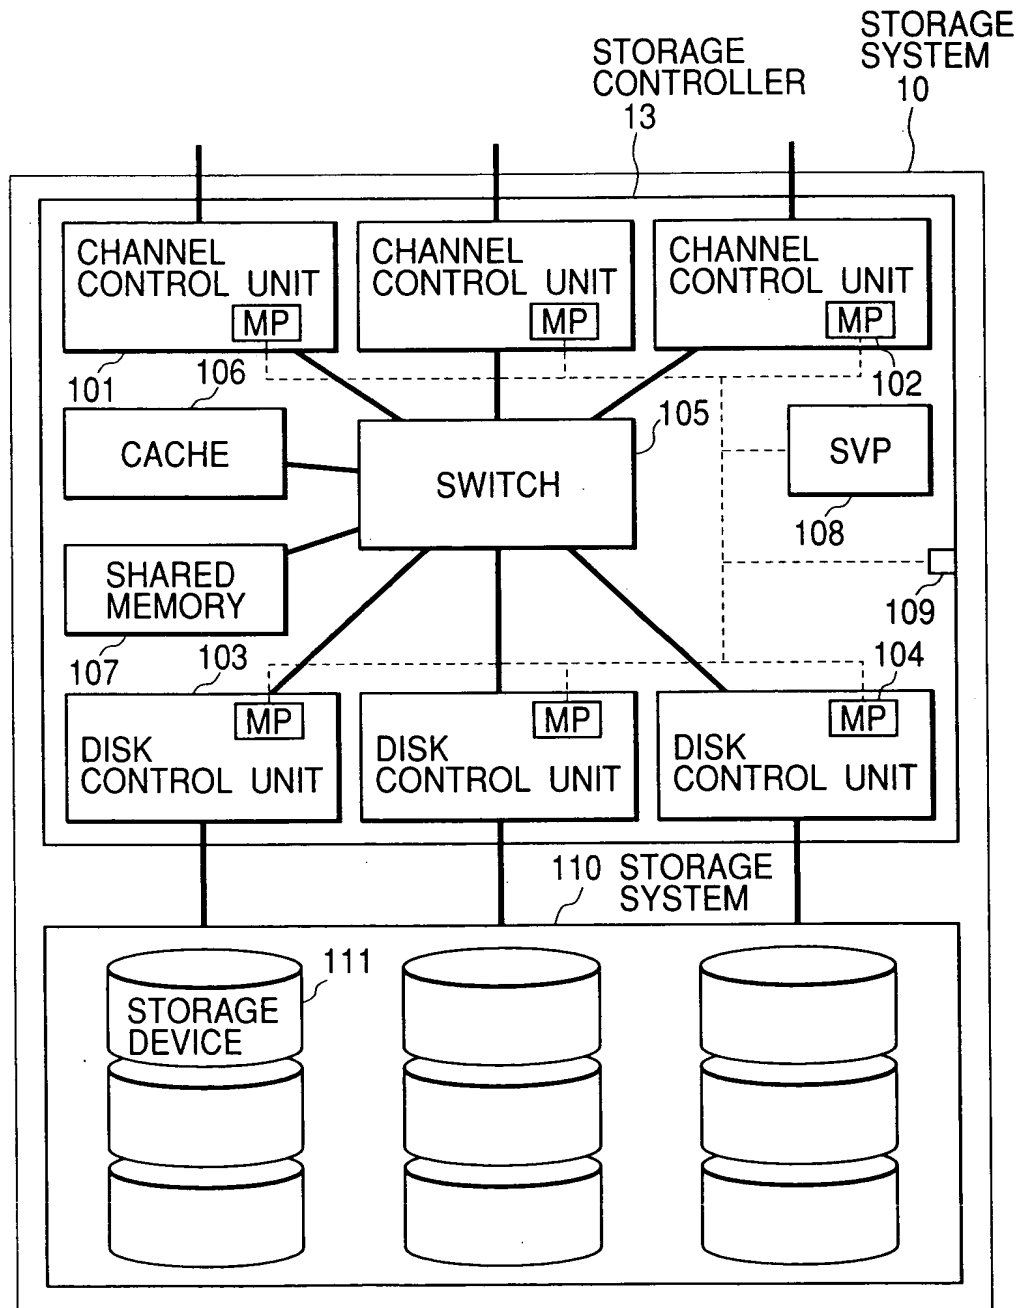 STORAGE
SYSTEM
10
STORAGE
CONTROLLER
13
CHANNEL
CONTROL UNIT
MP
CHANNEL
CONTROL UNIT
MP
CHANNEL
CONTROL UNIT
MP
101
106
102
CACHE
105
SWITCH
SVP
108
SHARED
MEMORY
109
107
103
104
MP
DISK
CONTROL UNIT
MP
DISK
CONTROL UNIT
MP
DISK
CONTROL UNIT
110 STORAGE
SYSTEM
111
STORAGE
DEVICE